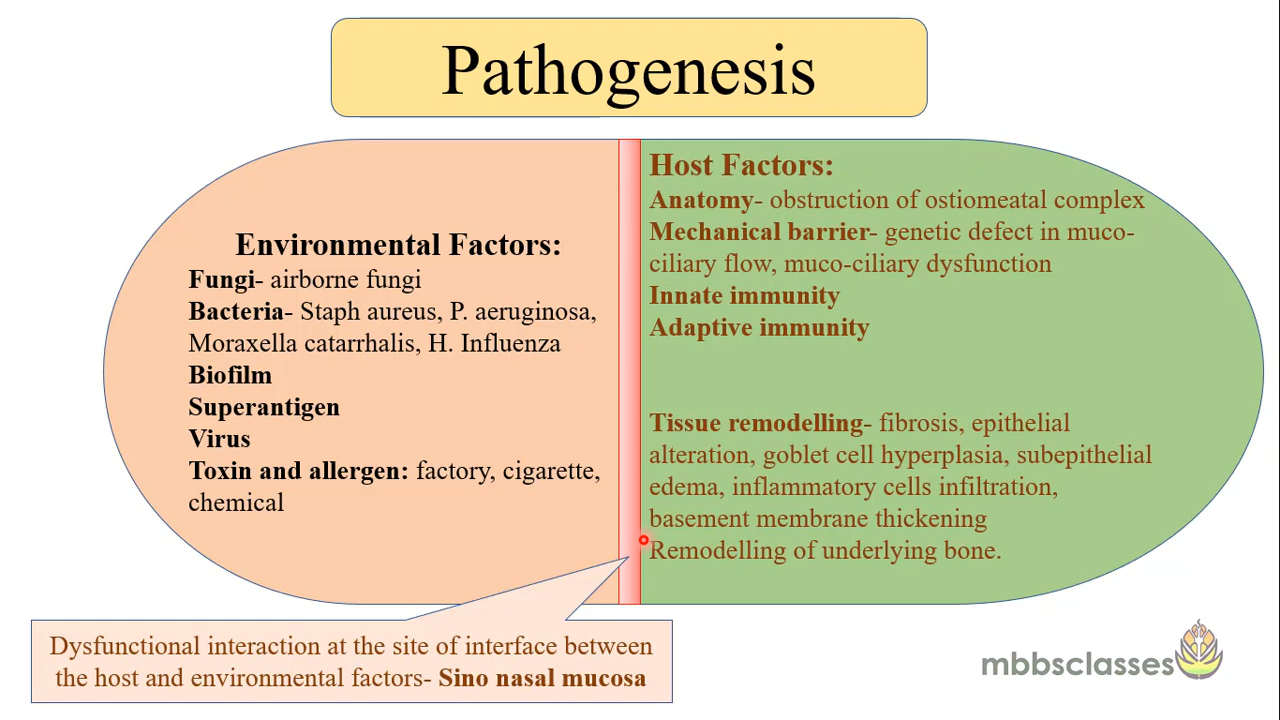 Pathogenesis
Environmental Factors:
Fungi- airborne fungi
Bacteria- Staph aureus, P. aeruginosa,
Moraxella catarrhalis, H. Influenza
Biofilm
Superantigen
Virus
Toxin and allergen: factory, cigarette,
chemical
Host Factors:
Anatomy- obstruction of ostiomeatal complex
Mechanical barrier- genetic defect in muco-
ciliary flow, muco-ciliary dysfunction
Innate immunity
Adaptive immunity
Tissue remodelling- fibrosis, epithelial
alteration, goblet cell hyperplasia, subepithelial
edema, inflammatory cells infiltration,
basement membrane thickening
Remodelling of underlying bone.
Dysfunctional interaction at the site of interface between
the host and environmental factors- Sino nasal mucosa
mbbsclasses